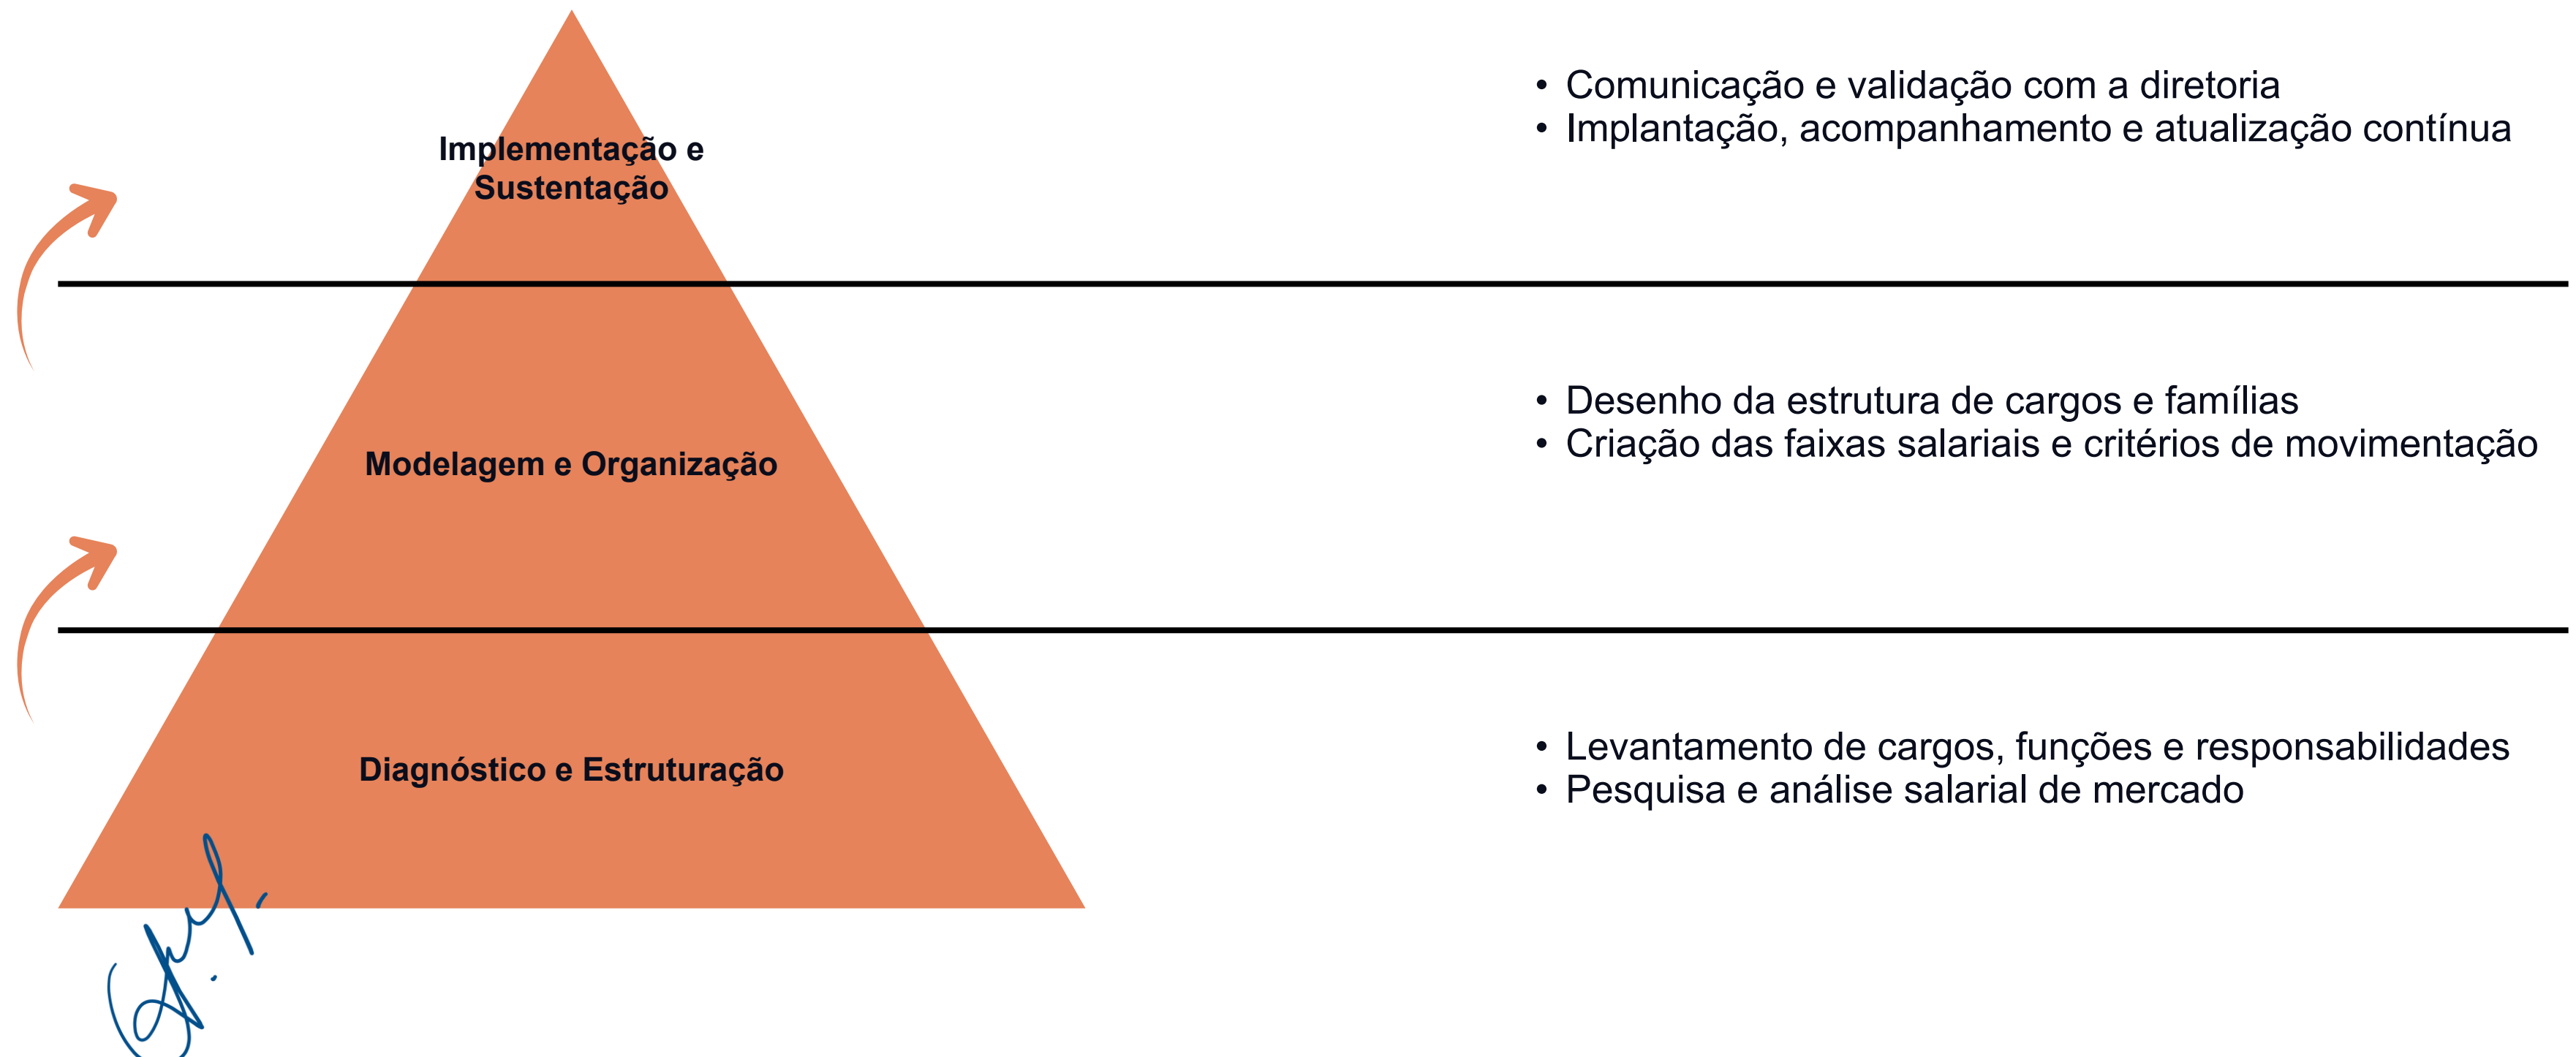 Implementação e
Sustentação
• Comunicação e validação com a diretoria
• Implantação, acompanhamento e atualização contínua
Modelagem e Organização
• Desenho da estrutura de cargos e famílias
• Criação das faixas salariais e critérios de movimentação
Diagnóstico e Estruturação
• Levantamento de cargos, funções e responsabilidades
• Pesquisa e análise salarial de mercado